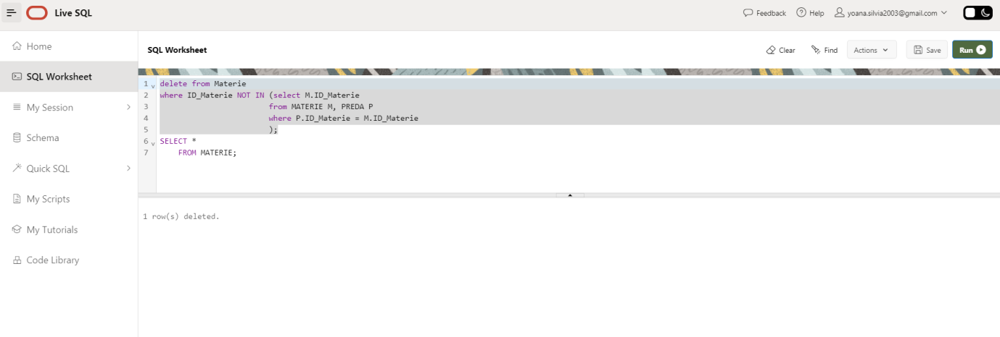 Live SQL
Feedback
Help
yoana.silvia2003@gmail.com
Home
SQL Worksheet
My Session
Schema
Quick SQL
My Scripts
My Tutorials
Code Library
SQL Worksheet
Clear
Find
Actions
Save
Run
1 delete from Materie
2 where ID_Materie NOT IN (select M.ID_Materie
3 from MATERIE M, PREDA P
4 where P.ID_Materie = M.ID_Materie
5 );
6 SELECT *
7 FROM MATERIE;
1 row(s) deleted.